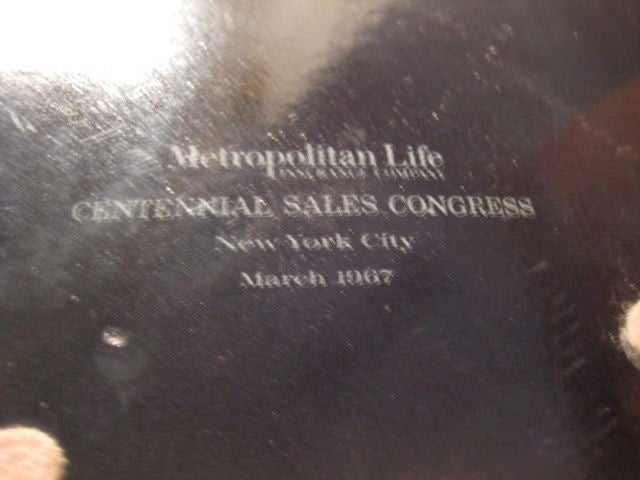 Metropolitan Life
INSURANCE COMPANY
CENTENNIAL SALES CONGRESS
New York City
March 1967